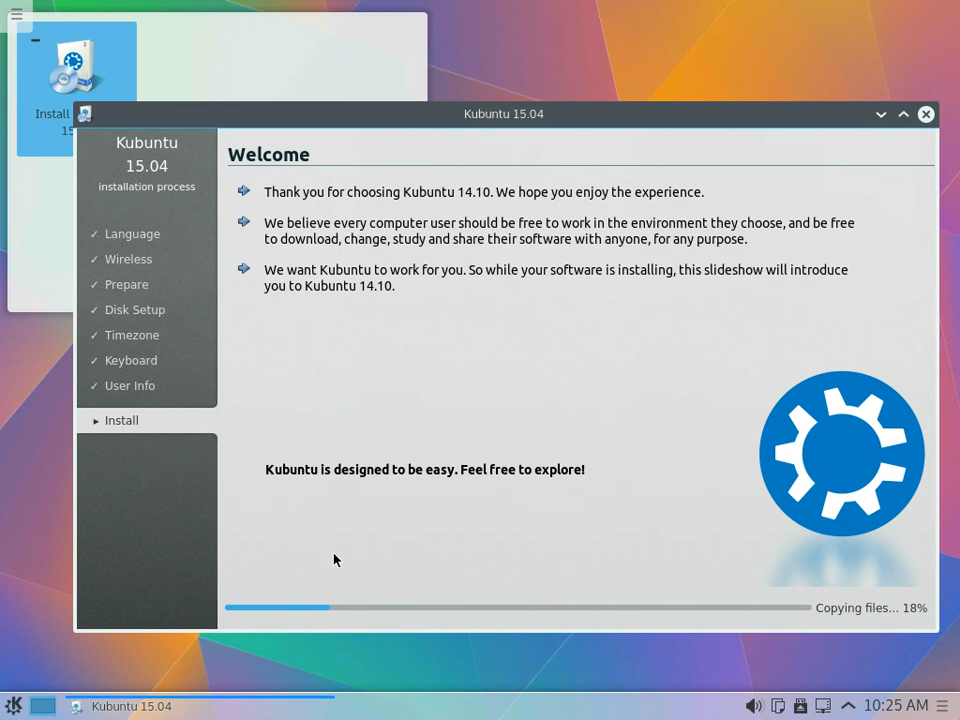 Install
15
Kubuntu 15.04
Kubuntu
15.04
installation process
✓ Language
✓ Wireless
✓ Prepare
✓ Disk Setup
✓ Timezone
✓ Keyboard
✓ User Info
▸ Install
Welcome
Thank you for choosing Kubuntu 14.10. We hope you enjoy the experience.
We believe every computer user should be free to work in the environment they choose, and be free
to download, change, study and share their software with anyone, for any purpose.
We want Kubuntu to work for you. So while your software is installing, this slideshow will introduce
you to Kubuntu 14.10.
Kubuntu is designed to be easy. Feel free to explore!
Copying files... 18%
Kubuntu 15.04
10:25 AM